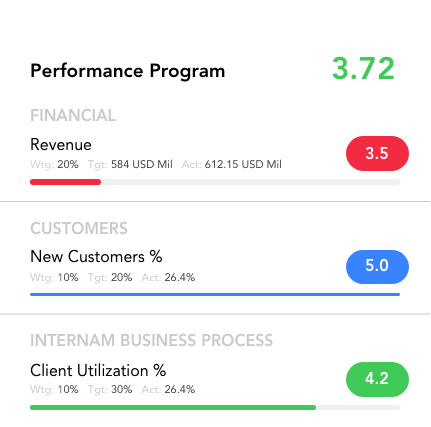 Performance Program 3.72
FINANCIAL
Revenue
Wtg: 20% Tgt: 584 USD Mil Act: 612.15 USD Mil
3.5
CUSTOMERS
New Customers %
Wtg: 10% Tgt: 20% Act: 26.4%
5.0
INTERNAM BUSINESS PROCESS
Client Utilization %
Wtg: 10% Tgt: 30% Act: 26.4%
4.2